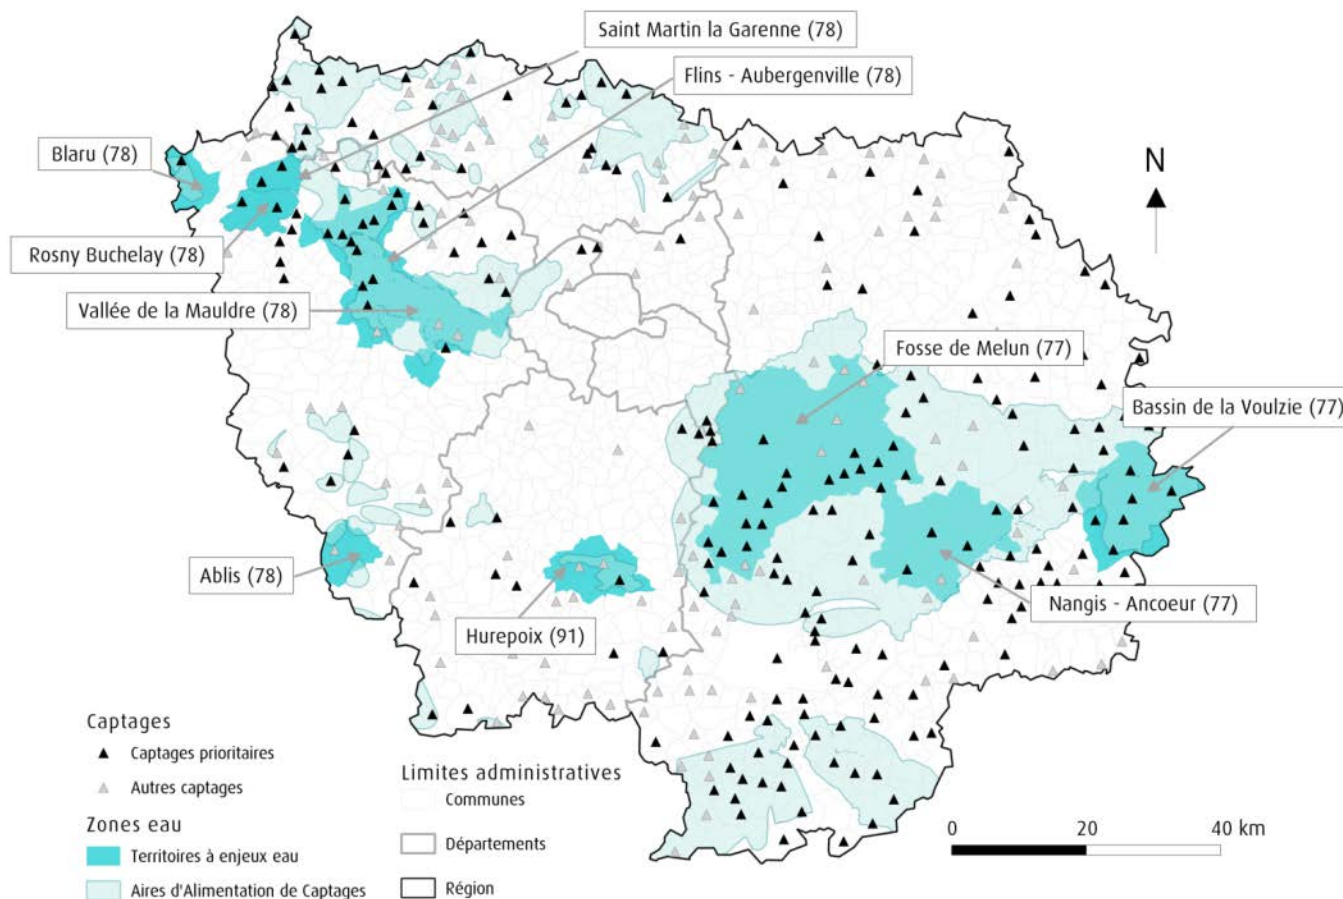 Saint Martin la Garenne (78)
Flins - Aubergenville (78)
Blaru (78)
N
Rosny Buchelay (78)
Vallée de la Mauldre (78)
Fosse de Melun (77)
Bassin de la Voulzie (77)
Ablis (78)
Hurepoix (91)
Nangis - Ancoeur (77)
Captages
Captages prioritaires
Autres captages
Zones eau
Territoires à enjeux eau
Aires d'Alimentation de Captages
Limites administratives
Communes
Départements
Région
0 20 40 km